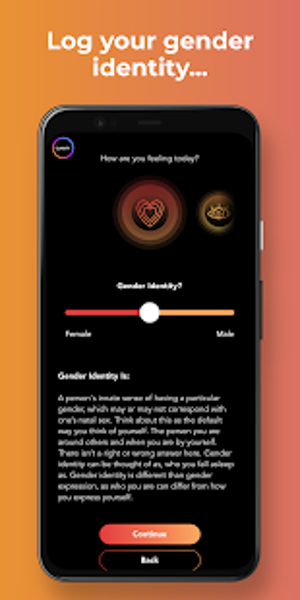 Log your gender
identity...
How are you feeling today?
Gender Identity?
Female
Male
Gender Identity Is:
A person's innate sense of having a particular
gender, which may or may not correspond with
one's natal sex. Think about this as the default
way you think of yourself. The person you are
around others and when you are by yourself.
There isn't a right or wrong answer here. Gender
identity can be thought of as, who you fall asleep
as. Gender identity is different than gender
expression, as who you are can differ from how
you express yourself.
Continue
Back